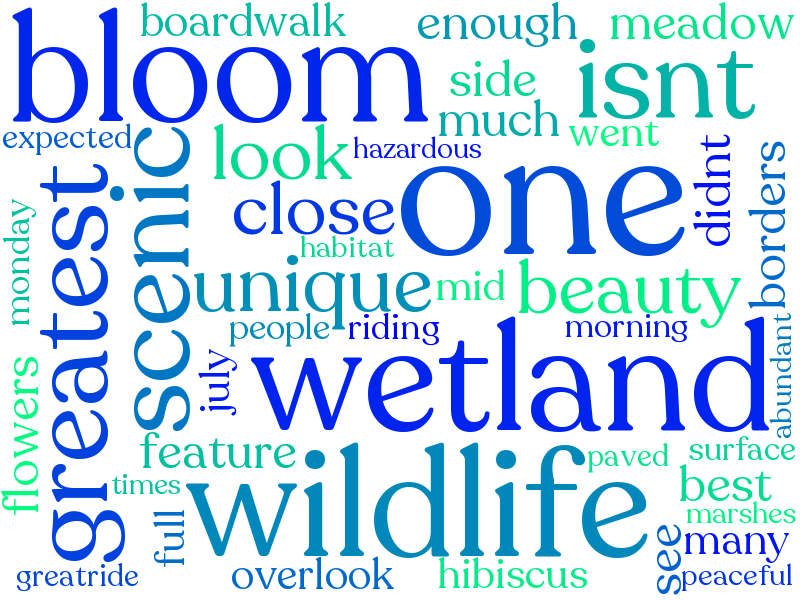 boardwalk
enough
meadow
bloom
isnt
side
much
expected
scenic
look
hazardous
went
didnt
borders
greatest
one
close
monday
habitat
unique
mid
beauty
people
riding
morning
abundant
july
wetland
flowers
feature
wildlife
paved
surface
times
best
full
marshes
see
many
greatride
overlook
hibiscus
peaceful